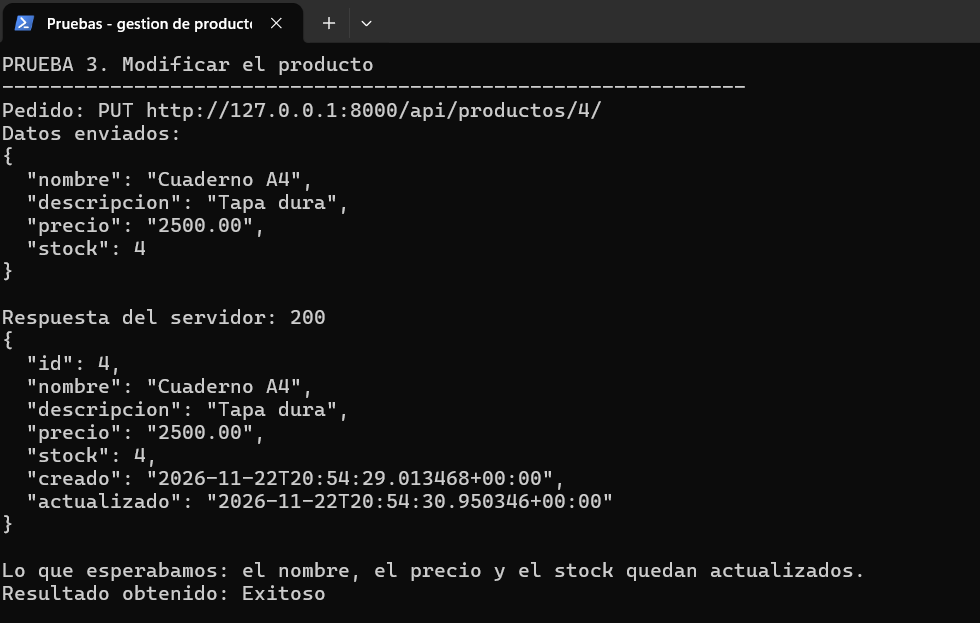 Pruebas - gestion de product
PRUEBA 3. Modificar el producto
--------------------------------------------------------------
Pedido: PUT http://127.0.0.1:8000/api/productos/4/
Datos enviados:
{
  "nombre": "Cuaderno A4",
  "descripcion": "Tapa dura",
  "precio": "2500.00",
  "stock": 4
}
Respuesta del servidor: 200
{
  "id": 4,
  "nombre": "Cuaderno A4",
  "descripcion": "Tapa dura",
  "precio": "2500.00",
  "stock": 4,
  "creado": "2026-11-22T20:54:29.013468+00:00",
  "actualizado": "2026-11-22T20:54:30.950346+00:00"
}
Lo que esperabamos: el nombre, el precio y el stock quedan actualizados.
Resultado obtenido: Exitoso